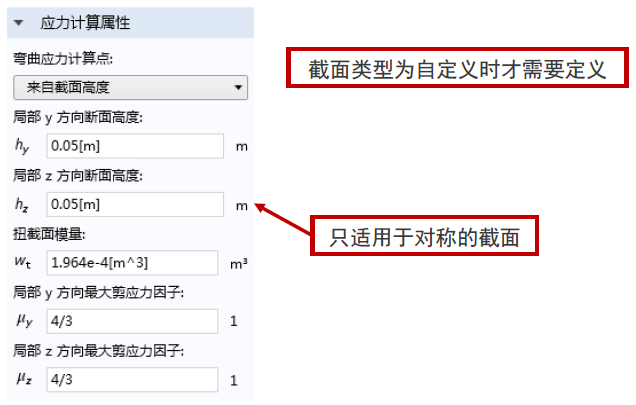 应力计算属性
弯曲应力计算点:
来自截面高度
局部 y 方向断面高度:
hy 0.05[m] m
局部 z 方向断面高度:
hz 0.05[m] m
扭截面模量:
wt 1.964e-4[m^3] m³
局部 y 方向最大剪应力因子:
μy 4/3 1
局部 z 方向最大剪应力因子:
μz 4/3 1
截面类型为自定义时才需要定义
只适用于对称的截面